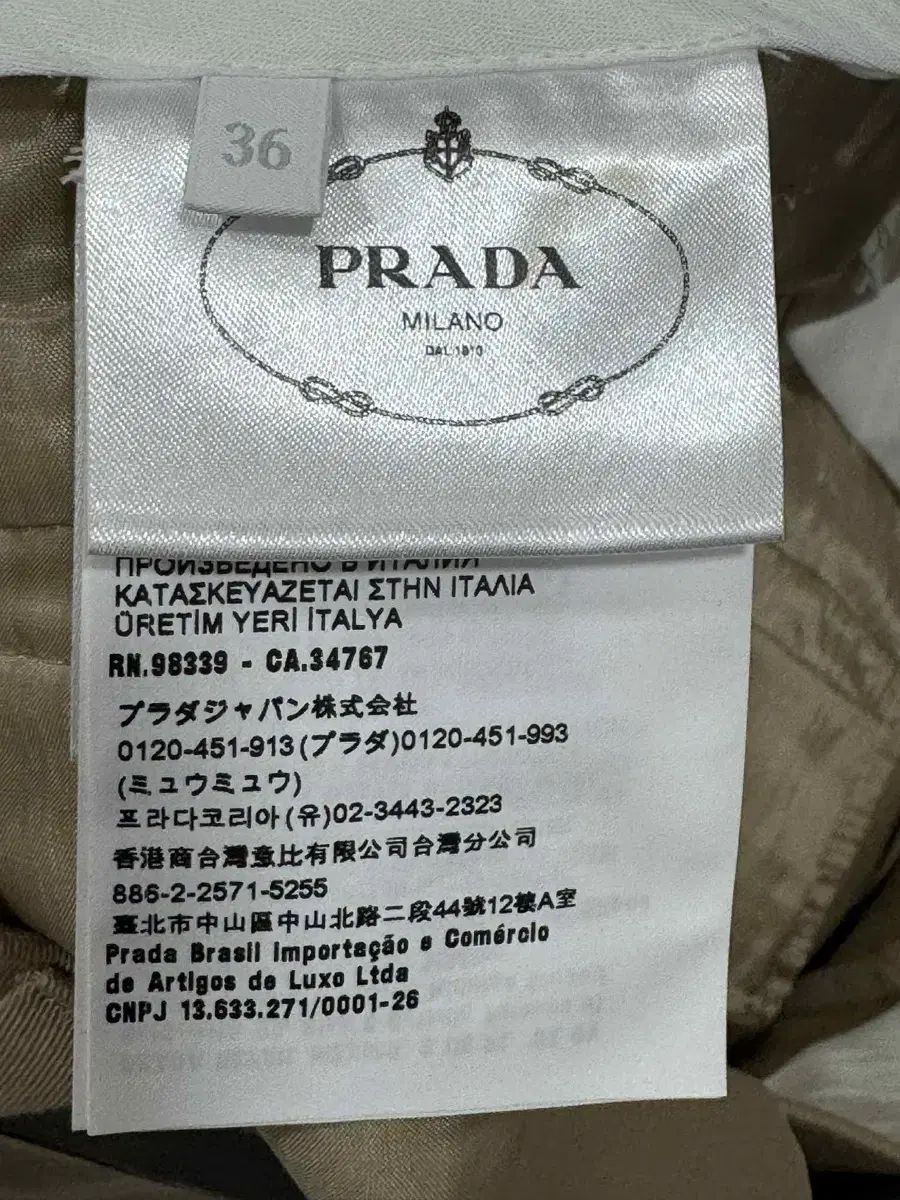 36
PRADA
MILANO
DAL 1913
ПРОИЗВЕДЕНО В ИТАЛИИ
ΚΑΤΑΣΚΕΥΑΖΕΤΑΙ ΣΤΗΝ ΙΤΑΛΙΑ
ÜRETİM YERİ İTALYA
RN.98339 - CA.34767
プラダジャパン株式会社
0120-451-913(プラダ)0120-451-993
(ミュウミュウ)
프라다코리아(유)02-3443-2323
香港商台灣意比有限公司台灣分公司
886-2-2571-5255
臺北市中山區中山北路二段44號12樓A室
Prada Brasil Importação e Comércio
de Artigos de Luxo Ltda
CNPJ 13.633.271/0001-26